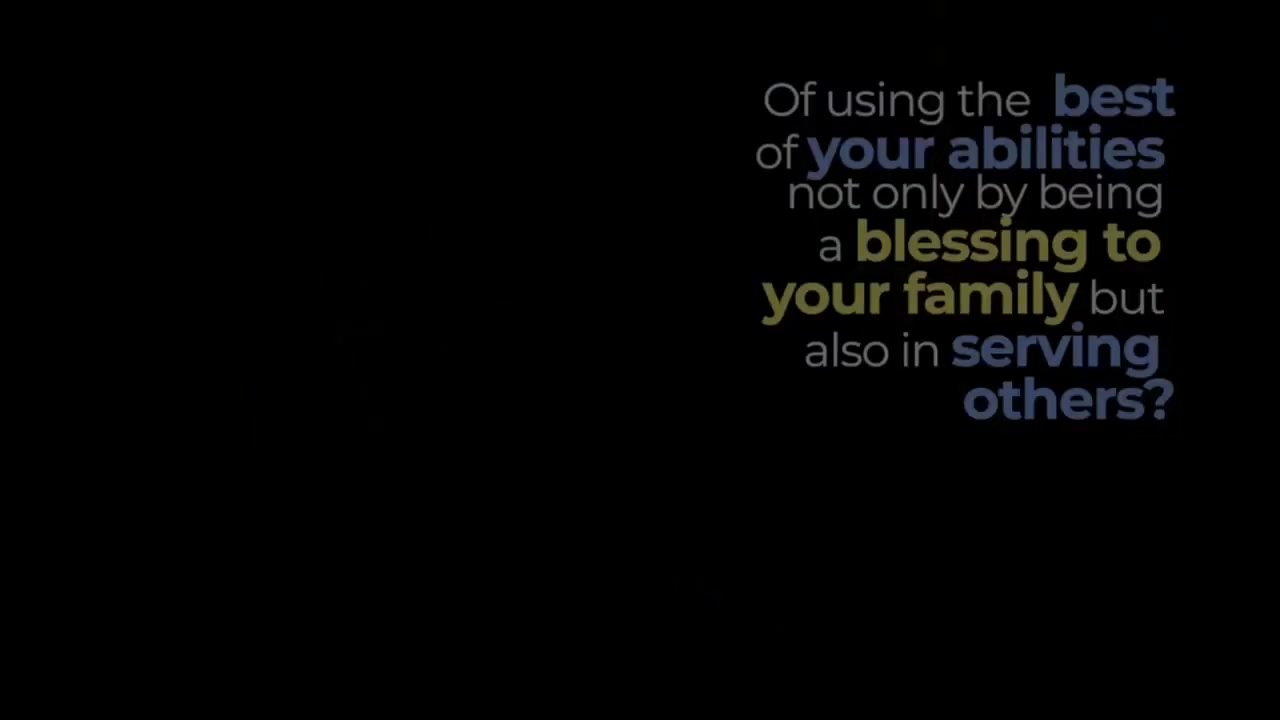 Of using the best
of your abilities
not only by being
a blessing to
your family but
also in serving
others?